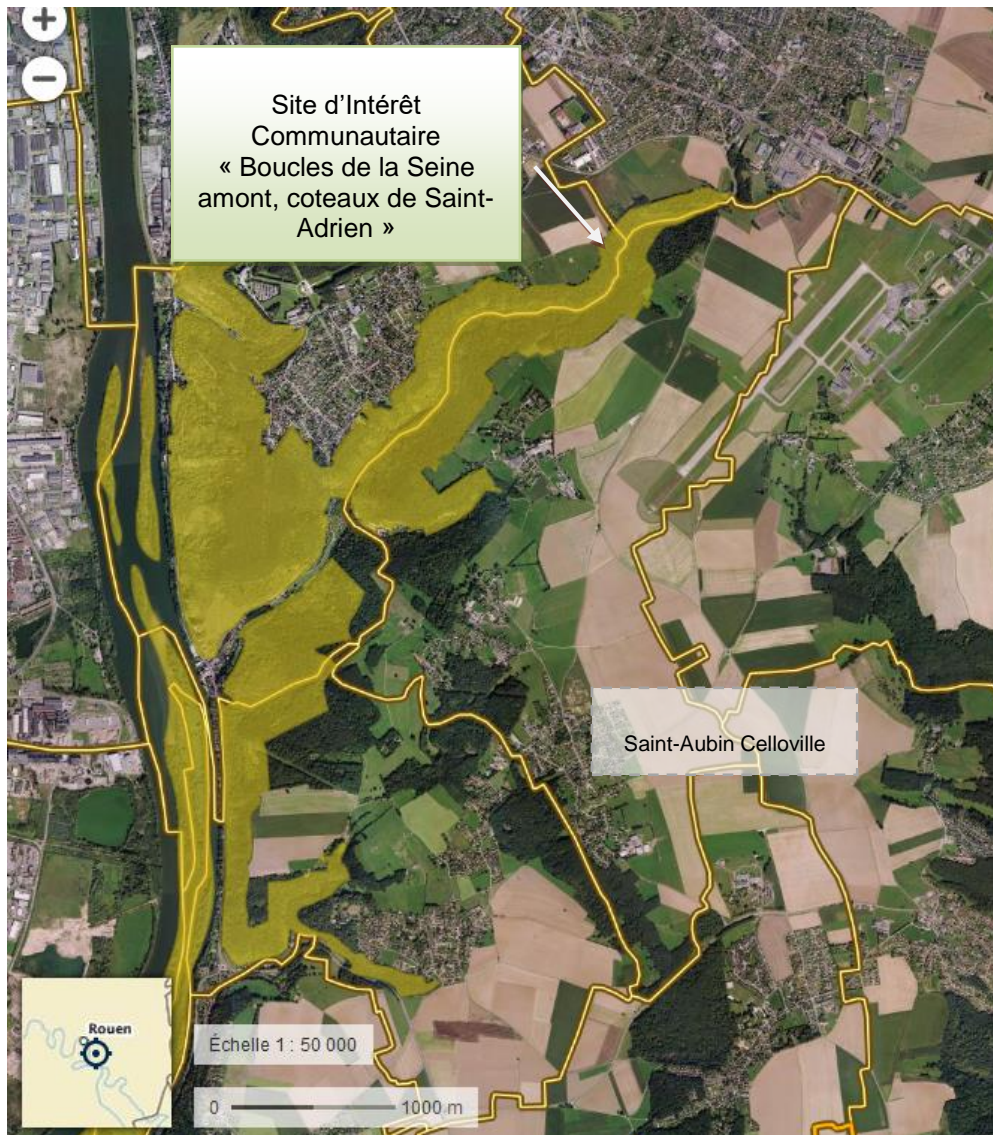 +
−
Site d’Intérêt
Communautaire
« Boucles de la Seine
amont, coteaux de Saint-
Adrien »
Saint-Aubin Celloville
Rouen
Échelle 1 : 50 000
0 1000 m